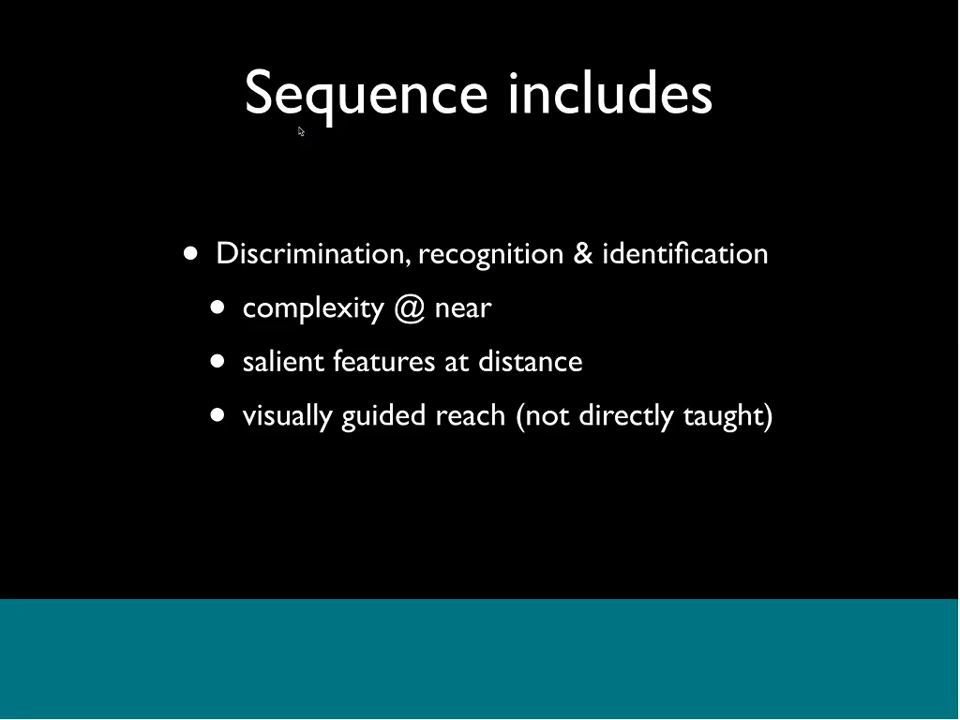 Sequence includes
• Discrimination, recognition & identification
• complexity @ near
• salient features at distance
• visually guided reach (not directly taught)